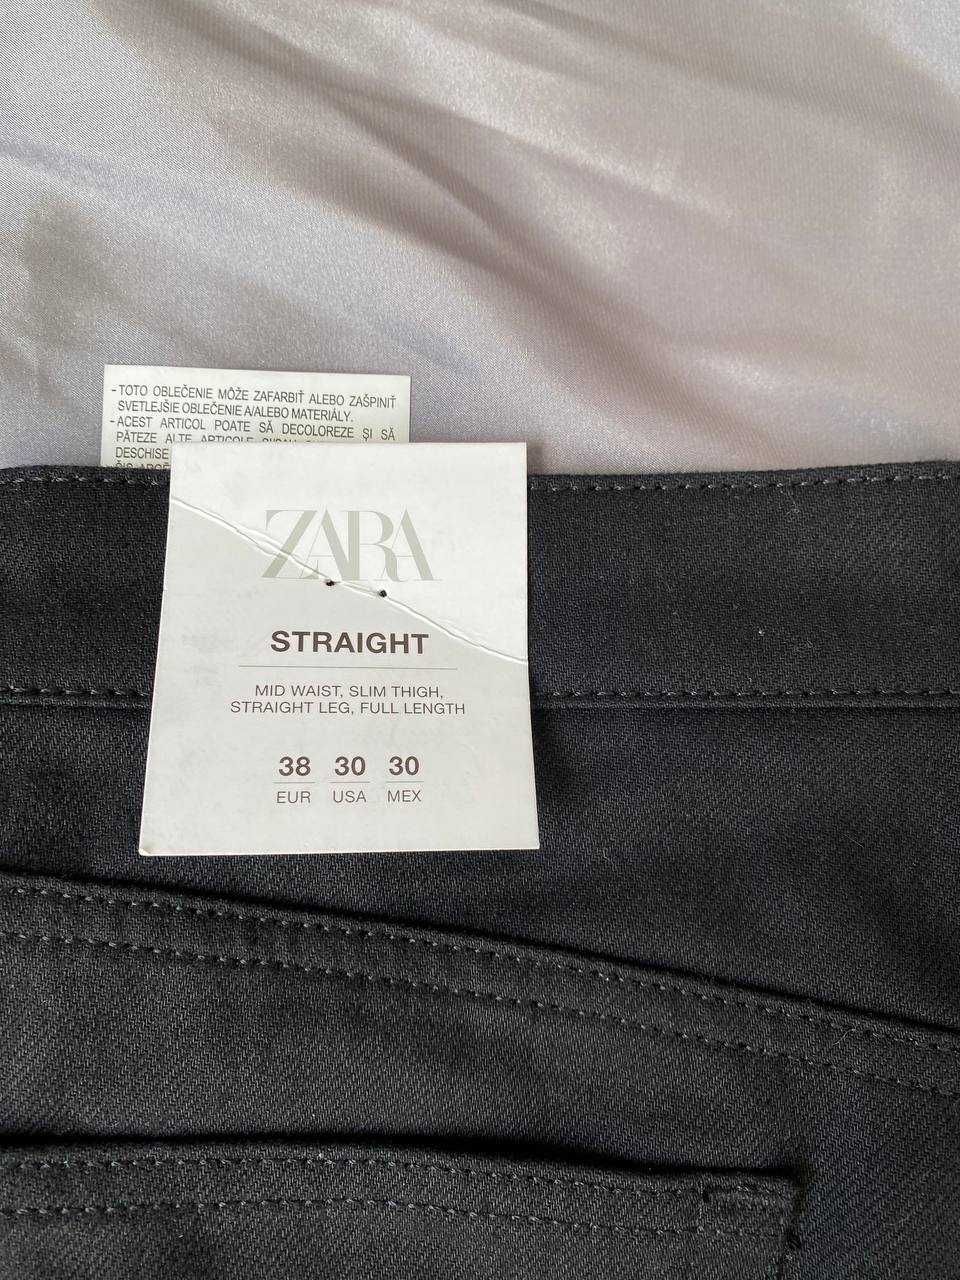 - TOTO OBLEČENIE MÔŽE ZAFARBIŤ ALEBO ZAŠPINIŤ
SVETLEJŠIE OBLEČENIE A/ALEBO MATERIÁLY.
- ACEST ARTICOL POATE SĂ DECOLOREZE ȘI SĂ
PĂTEZE ALTE ARTICOLE
DESCHISE
ZARA
STRAIGHT
MID WAIST, SLIM THIGH,
STRAIGHT LEG, FULL LENGTH
38 30 30
EUR USA MEX